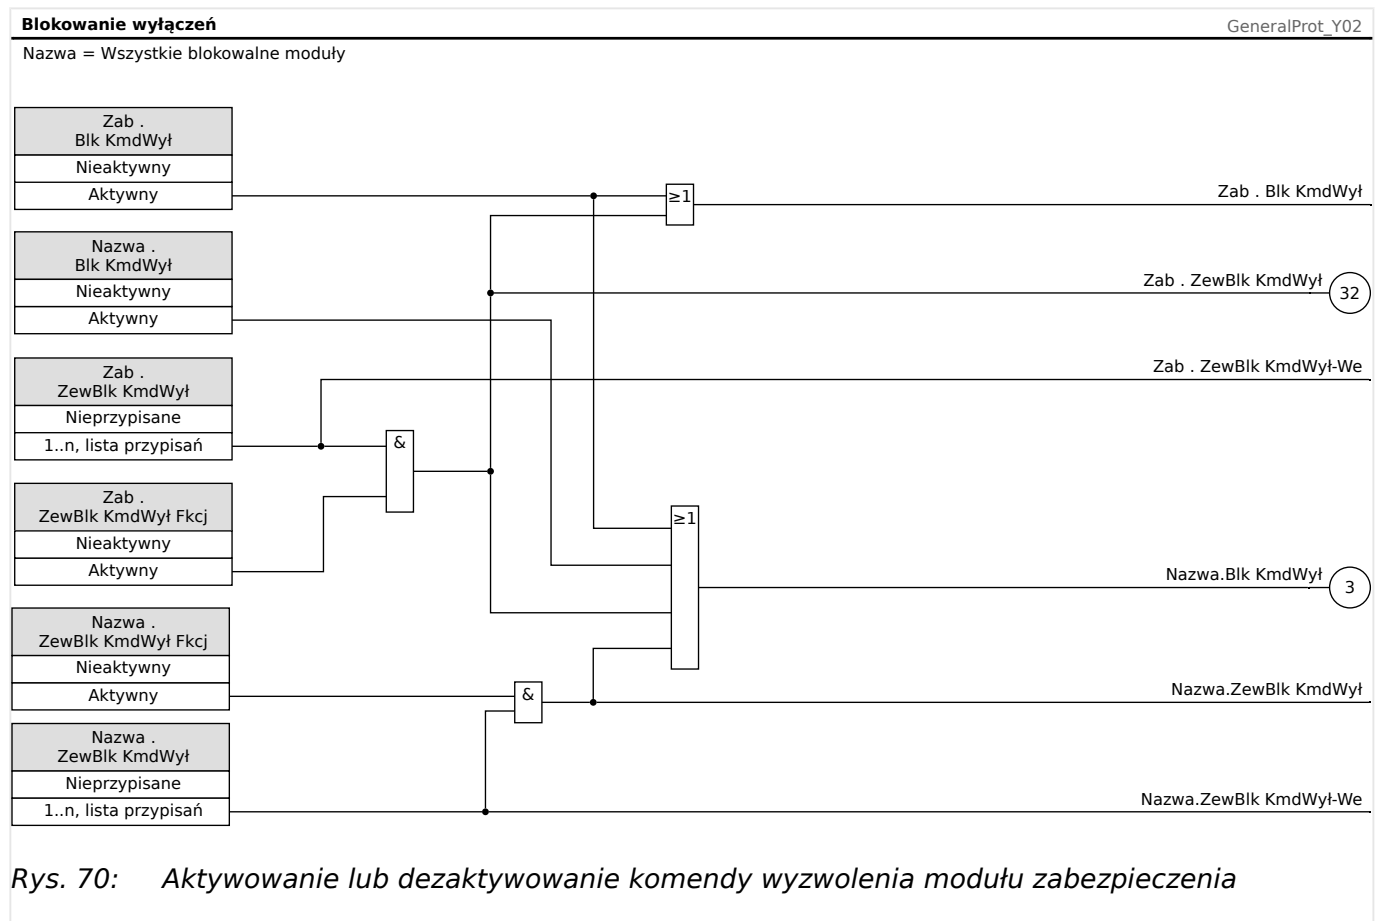 Blokowanie wyłączeń
GeneralProt_Y02
Nazwa = Wszystkie blokowalne moduły
Zab .
Blk KmdWył
Nieaktywny
Aktywny
≥1
Zab . Blk KmdWył
Nazwa .
Blk KmdWył
Nieaktywny
Aktywny
Zab . ZewBlk KmdWył
32
Zab .
ZewBlk KmdWył
Nieprzypisane
1..n, lista przypisań
Zab . ZewBlk KmdWył-We
&
Zab .
ZewBlk KmdWył Fkcj
Nieaktywny
Aktywny
≥1
Nazwa.Blk KmdWył
3
Nazwa .
ZewBlk KmdWył Fkcj
Nieaktywny
Aktywny
&
Nazwa.ZewBlk KmdWył
Nazwa .
ZewBlk KmdWył
Nieprzypisane
1..n, lista przypisań
Nazwa.ZewBlk KmdWył-We
Rys. 70: Aktywowanie lub dezaktywowanie komendy wyzwolenia modułu zabezpieczenia